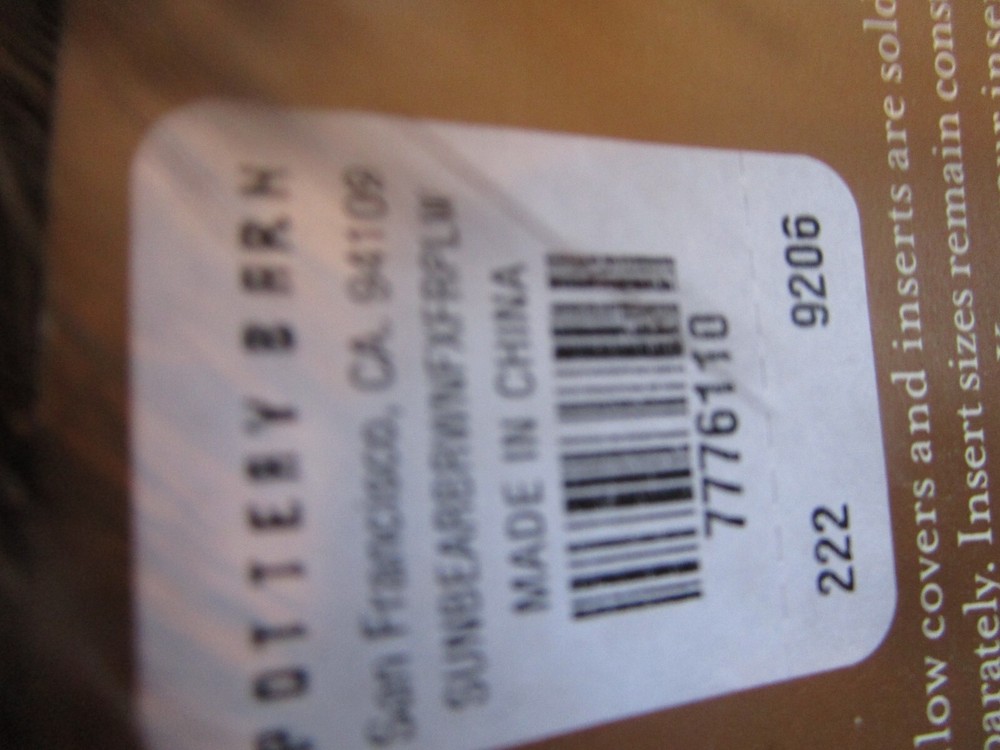 POTTERY BARN
San Francisco, CA. 94109
MADE IN CHINA
7776110
222 9206
low covers and inserts are sold
parately. Insert sizes remain cons
inse